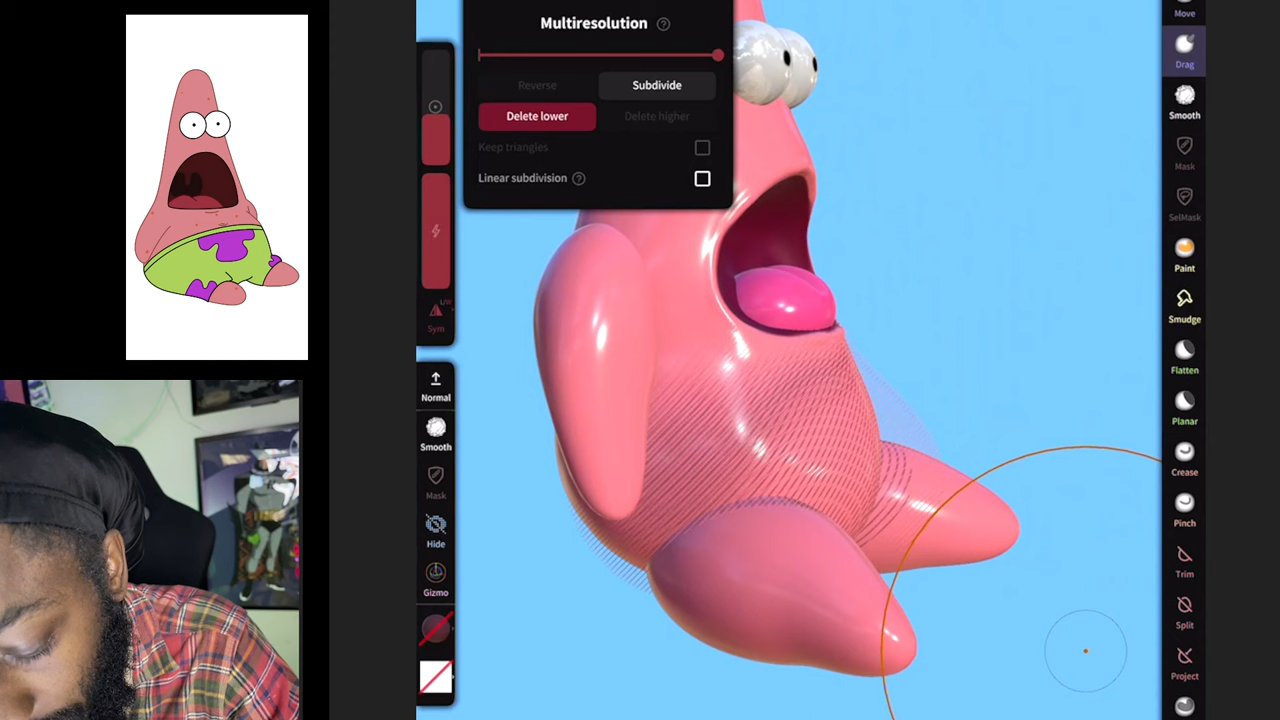 Multiresolution ?
Reverse
Subdivide
Delete lower
Delete higher
Keep triangles
Linear subdivision ?
Sym
Normal
Smooth
Mask
Hide
Gizmo
Move
Drag
Smooth
Mask
SelMask
Paint
Smudge
Flatten
Planar
Crease
Pinch
Trim
Split
Project